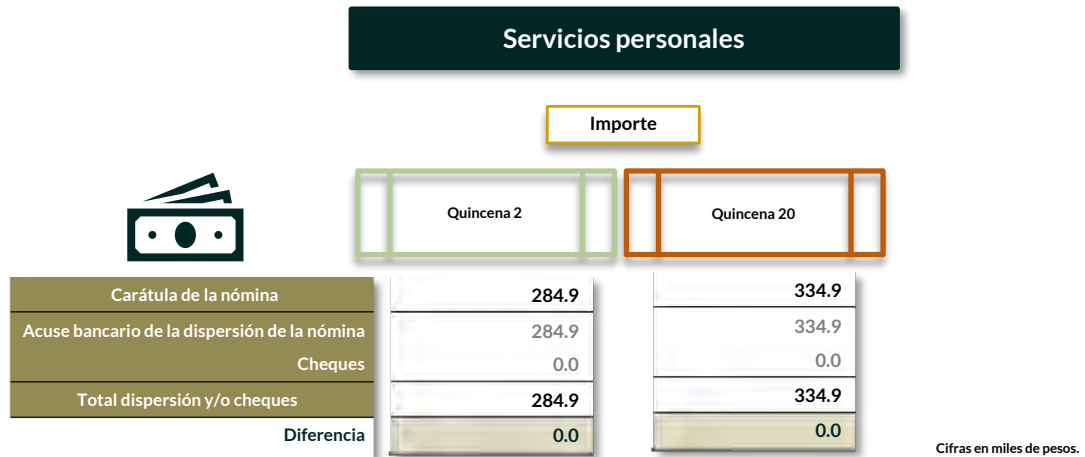 Servicios personales
Importe
Quincena 2 Quincena 20
Carátula de la nómina 284.9 334.9
Acuse bancario de la dispersión de la nómina 284.9 334.9
Cheques 0.0 0.0
Total dispersión y/o cheques 284.9 334.9
Diferencia 0.0 0.0
Cifras en miles de pesos.